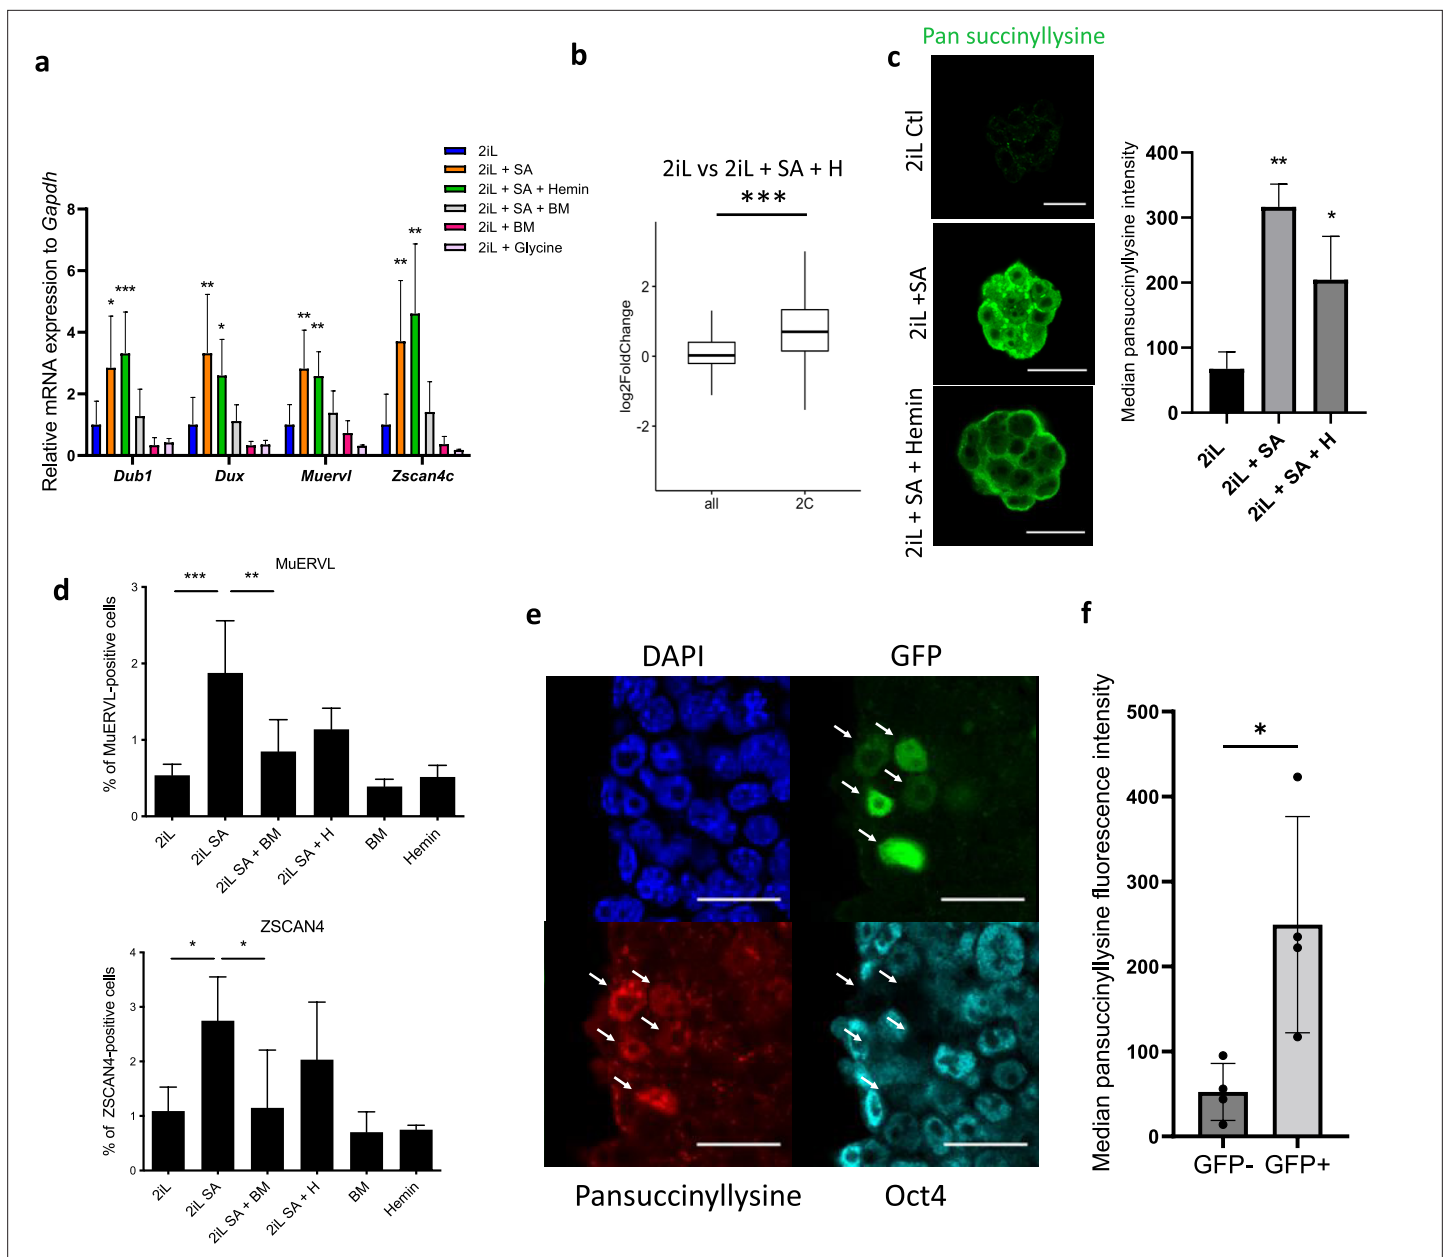 a
Relative mRNA expression to Gapdh
8
6
4
2
0
2iL
2iL + SA
2iL + SA + Hemin
2iL + SA + BM
2iL + BM
2iL + Glycine
*
***
**
*
**
**
**
**
Dub1
Dux
Muervl
Zscan4c
b
2iL vs 2iL + SA + H
***
log2FoldChange
2
0
-2
all
2C
c
Pan succinyllysine
2iL Ctl
2iL +SA
2iL + SA + Hemin
Median pansuccinyllysine intensity
400
300
200
100
0
**
*
2iL
2iL + SA
2iL + SA + H
d
MuERVL
% of MuERVL-positive cells
3
2
1
0
***
**
2iL
2iL SA
2iL SA + BM
2iL SA + H
BM
Hemin
ZSCAN4
% of ZSCAN4-positive cells
4
3
2
1
0
*
*
2iL
2iL SA
2iL SA + BM
2iL SA + H
BM
Hemin
e
DAPI
GFP
Pansuccinyllysine
Oct4
f
Median pansuccinyllysine fluorescence intensity
500
400
300
200
100
0
*
GFP-
GFP+